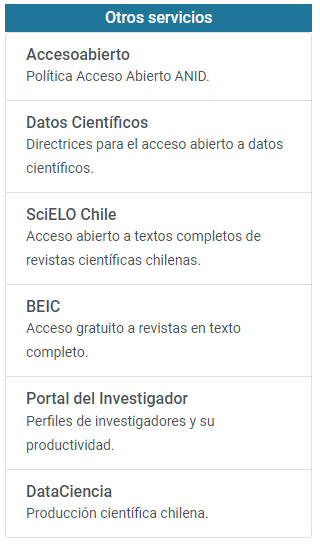 Otros servicios
Accesoabierto
Política Acceso Abierto ANID.
Datos Científicos
Directrices para el acceso abierto a datos
científicos.
SciELO Chile
Acceso abierto a textos completos de
revistas científicas chilenas.
BEIC
Acceso gratuito a revistas en texto
completo.
Portal del Investigador
Perfiles de investigadores y su
productividad.
DataCiencia
Producción científica chilena.